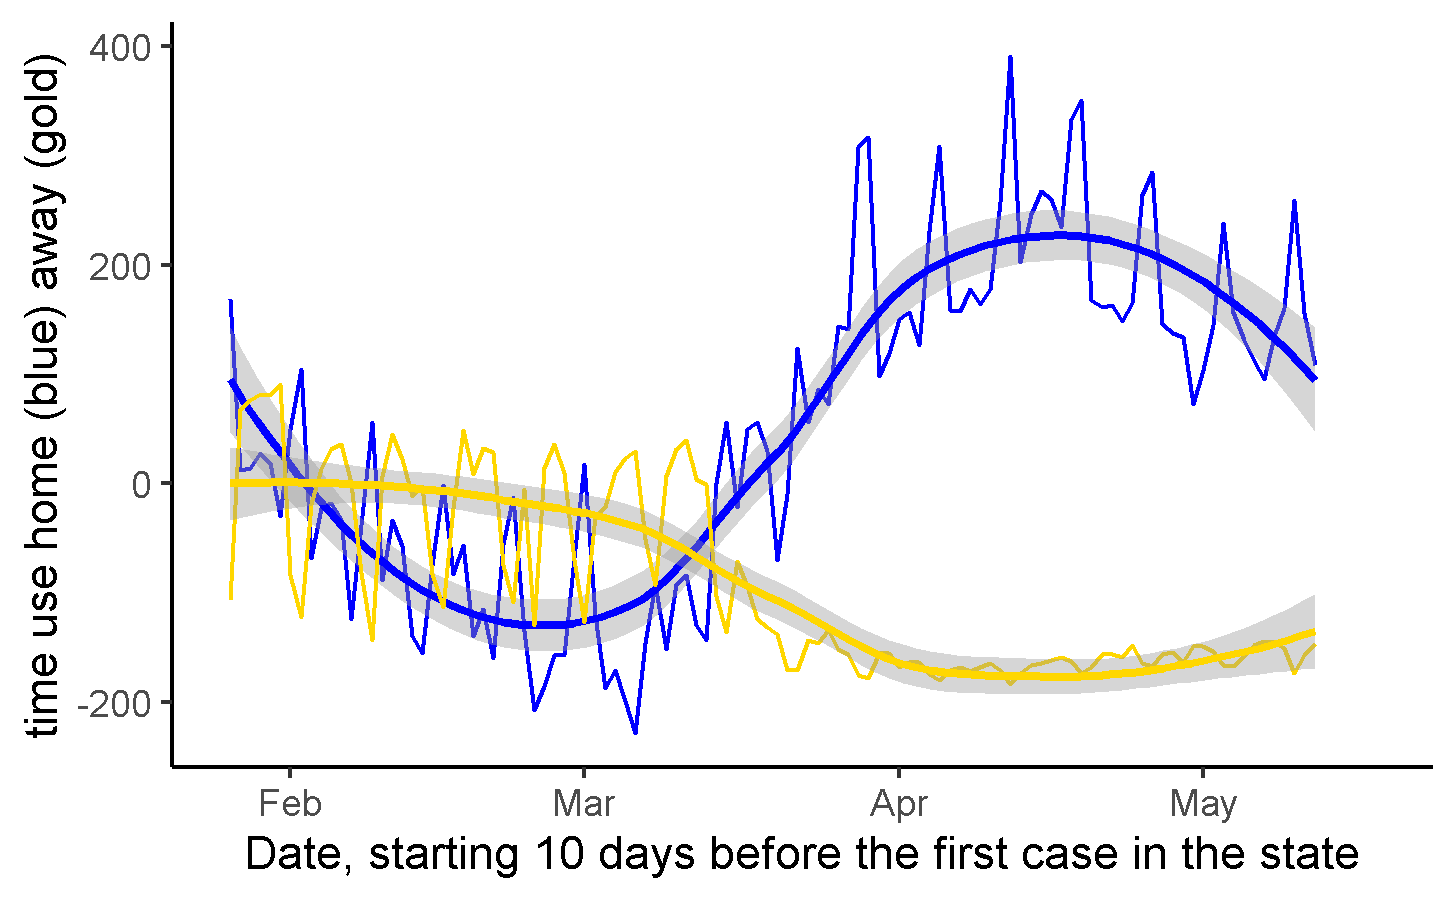 time use home (blue) away (gold)
400
200
0
-200
Feb Mar Apr May
Date, starting 10 days before the first case in the state